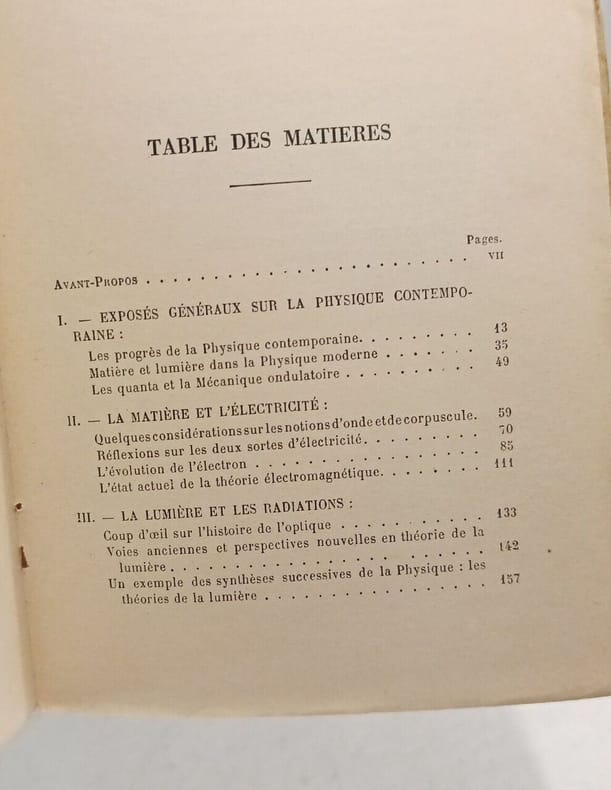 TABLE DES MATIERES
Pages.
AVANT-PROPOS . . . . . . . . . . . . . . . . . . . . . . . . VII
I. — EXPOSÉS GÉNÉRAUX SUR LA PHYSIQUE CONTEMPO-
RAINE :
Les progrès de la Physique contemporaine. . . . . . . . . 13
Matière et lumière dans la Physique moderne . . . . . . 35
Les quanta et la Mécanique ondulatoire . . . . . . . . 49
II. — LA MATIÈRE ET L'ÉLECTRICITÉ :
Quelques considérations sur les notions d'onde et de corpuscule. 59
Réflexions sur les deux sortes d'électricité. . . . . . . . . 70
L'évolution de l'électron . . . . . . . . . . . . . . . 85
L'état actuel de la théorie électromagnétique. . . . . . . 111
III. — LA LUMIÈRE ET LES RADIATIONS :
Coup d'œil sur l'histoire de l'optique . . . . . . . . . . 133
Voies anciennes et perspectives nouvelles en théorie de la
lumière . . . . . . . . . . . . . . . . . . . . . 142
Un exemple des synthèses successives de la Physique : les
théories de la lumière . . . . . . . . . . . . . . . 157